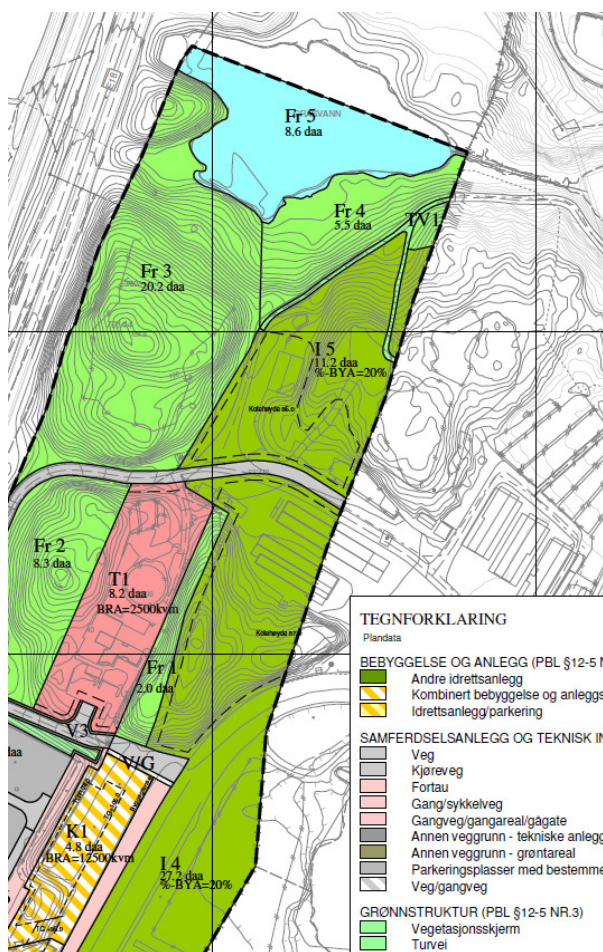 E18
Fr 5
8.6 daa
Fr 4
5.5 daa
TV1
Fr 3
20.2 daa
I 5
11.2 daa
%-BYA=20%
Fr 2
8.3 daa
T1
8.2 daa
BRA=2500kvm
Fr 1
2.0 daa
V3
daa
V/G
K1
4.8 daa
BRA=12500kvm
I 4
27.2 daa
%-BYA=20%
TEGNFORKLARING
Plandata
BEBYGGELSE OG ANLEGG (PBL §12-5 N
Andre idrettsanlegg
Kombinert bebyggelse og anleggs
Idrettsanlegg/parkering
SAMFERDSELSANLEGG OG TEKNISK IN
Veg
Kjøreveg
Fortau
Gang/sykkelveg
Gangveg/gangareal/gågate
Annen veggrunn - tekniske anlegg
Annen veggrunn - grøntareal
Parkeringsplasser med bestemme
Veg/gangveg
GRØNNSTRUKTUR (PBL §12-5 NR.3)
Vegetasjonsskjerm
Turvei